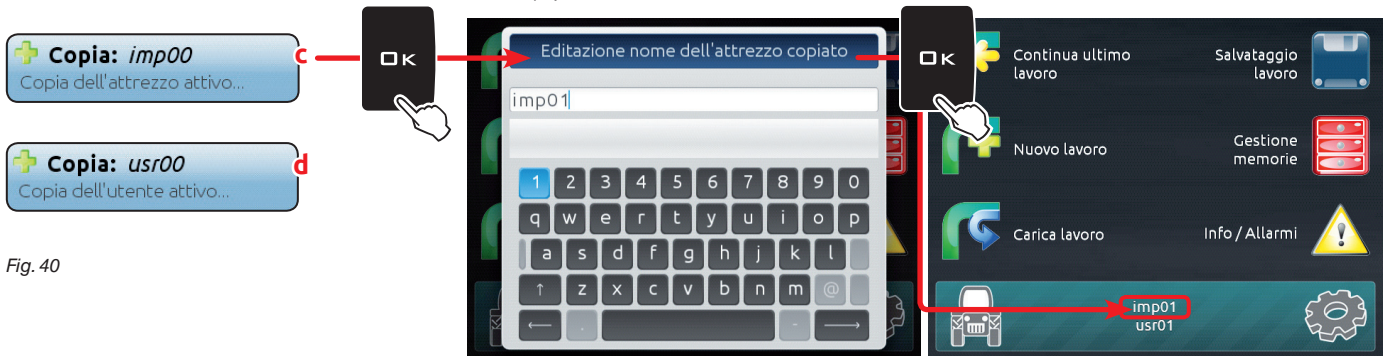 Copia: imp00
Copia dell'attrezzo attivo...
c
Copia: usr00
Copia dell'utente attivo...
d
Fig. 40
OK
Editazione nome dell'attrezzo copiato
imp01
1 2 3 4 5 6 7 8 9 0
q w e r t y u i o p
a s d f g h j k l
↑ z x c v b n m @
← . - →
OK
Continua ultimo
lavoro
Salvataggio
lavoro
Nuovo lavoro
Gestione
memorie
Carica lavoro
Info / Allarmi
imp01
usr01